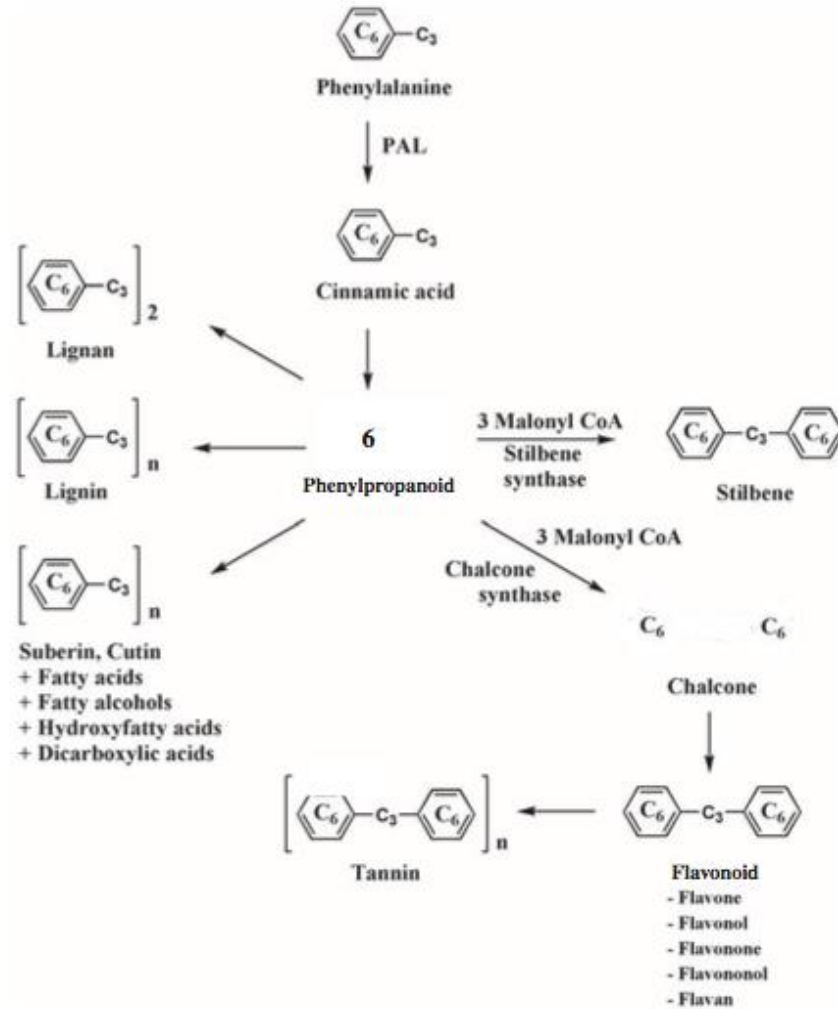 C6 C3
Phenylalanine
PAL
C6 C3
Cinnamic acid
[C6 C3]2
Lignan
[C6 C3]n
Lignin
6
Phenylpropanoid
3 Malonyl CoA
Stilbene
synthase
C6 C3 C6
Stilbene
3 Malonyl CoA
Chalcone
synthase
[C6 C3]n
Suberin, Cutin
+ Fatty acids
+ Fatty alcohols
+ Hydroxyfatty acids
+ Dicarboxylic acids
C6 C6
Chalcone
[C6 C3 C6]n
Tannin
C6 C3 C6
Flavonoid
- Flavone
- Flavonol
- Flavonone
- Flavononol
- Flavan